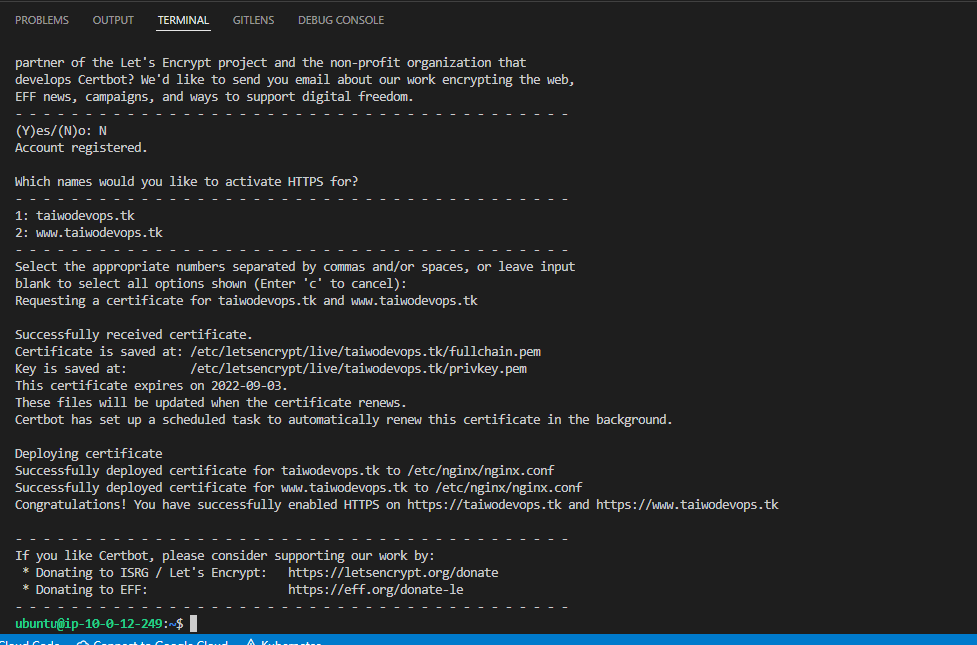 PROBLEMS OUTPUT TERMINAL GITLENS DEBUG CONSOLE
partner of the Let's Encrypt project and the non-profit organization that
develops Certbot? We'd like to send you email about our work encrypting the web,
EFF news, campaigns, and ways to support digital freedom.
- - - - - - - - - - - - - - - - - - - - - - - - - - - - - - - - - - - - - - - -
(Y)es/(N)o: N
Account registered.
Which names would you like to activate HTTPS for?
- - - - - - - - - - - - - - - - - - - - - - - - - - - - - - - - - - - - - - - -
1: taiwodevops.tk
2: www.taiwodevops.tk
- - - - - - - - - - - - - - - - - - - - - - - - - - - - - - - - - - - - - - - -
Select the appropriate numbers separated by commas and/or spaces, or leave input
blank to select all options shown (Enter 'c' to cancel):
Requesting a certificate for taiwodevops.tk and www.taiwodevops.tk
Successfully received certificate.
Certificate is saved at: /etc/letsencrypt/live/taiwodevops.tk/fullchain.pem
Key is saved at:         /etc/letsencrypt/live/taiwodevops.tk/privkey.pem
This certificate expires on 2022-09-03.
These files will be updated when the certificate renews.
Certbot has set up a scheduled task to automatically renew this certificate in the background.
Deploying certificate
Successfully deployed certificate for taiwodevops.tk to /etc/nginx/nginx.conf
Successfully deployed certificate for www.taiwodevops.tk to /etc/nginx/nginx.conf
Congratulations! You have successfully enabled HTTPS on https://taiwodevops.tk and https://www.taiwodevops.tk
- - - - - - - - - - - - - - - - - - - - - - - - - - - - - - - - - - - - - - - -
If you like Certbot, please consider supporting our work by:
* Donating to ISRG / Let's Encrypt:   https://letsencrypt.org/donate
* Donating to EFF:                    https://eff.org/donate-le
- - - - - - - - - - - - - - - - - - - - - - - - - - - - - - - - - - - - - - - -
ubuntu@ip-10-0-12-249:~$
Cloud Code Connect to Google Cloud Kubernetes